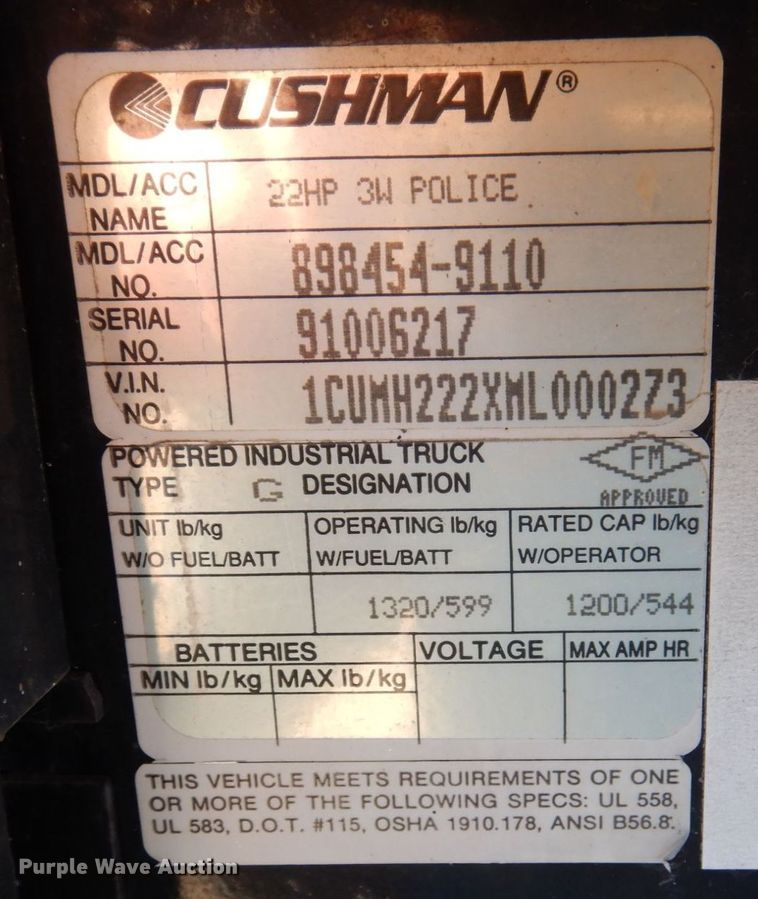 CUSHMAN®
MDL/ACC NAME 22HP 3W POLICE
MDL/ACC NO. 898454-9110
SERIAL NO. 91006217
V.I.N. NO. 1CUMH222XML0002Z3
POWERED INDUSTRIAL TRUCK
TYPE G DESIGNATION
FM
APPROVED
UNIT lb/kg W/O FUEL/BATT
OPERATING lb/kg W/FUEL/BATT
RATED CAP lb/kg W/OPERATOR
1320/599 1200/544
BATTERIES VOLTAGE MAX AMP HR
MIN lb/kg MAX lb/kg
THIS VEHICLE MEETS REQUIREMENTS OF ONE
OR MORE OF THE FOLLOWING SPECS: UL 558,
UL 583, D.O.T. #115, OSHA 1910.178, ANSI B56.8.
Purple Wave Auction